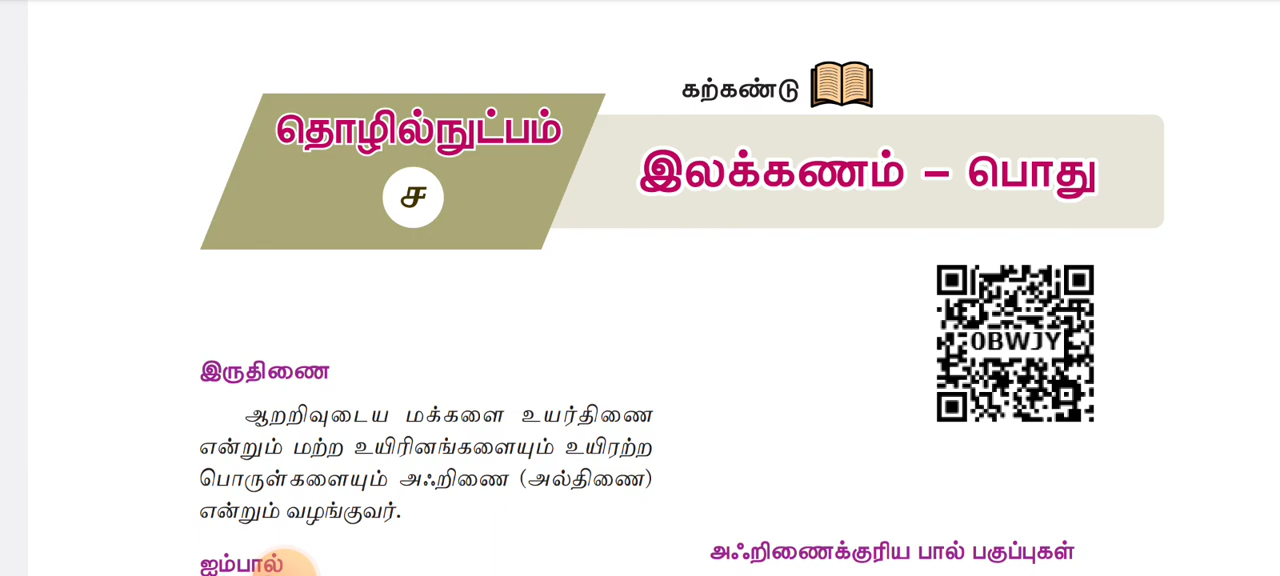 கற்கண்டு
தொழில்நுட்பம்
ச
இலக்கணம் – பொது
0BWJY
இருதிணை
ஆறறிவுடைய மக்களை உயர்திணை
என்றும் மற்ற உயிரினங்களையும் உயிரற்ற
பொருள்களையும் அஃறிணை (அல்திணை)
என்றும் வழங்குவர்.
ஐம்பால்
அஃறிணைக்குரிய பால் பகுப்புகள்